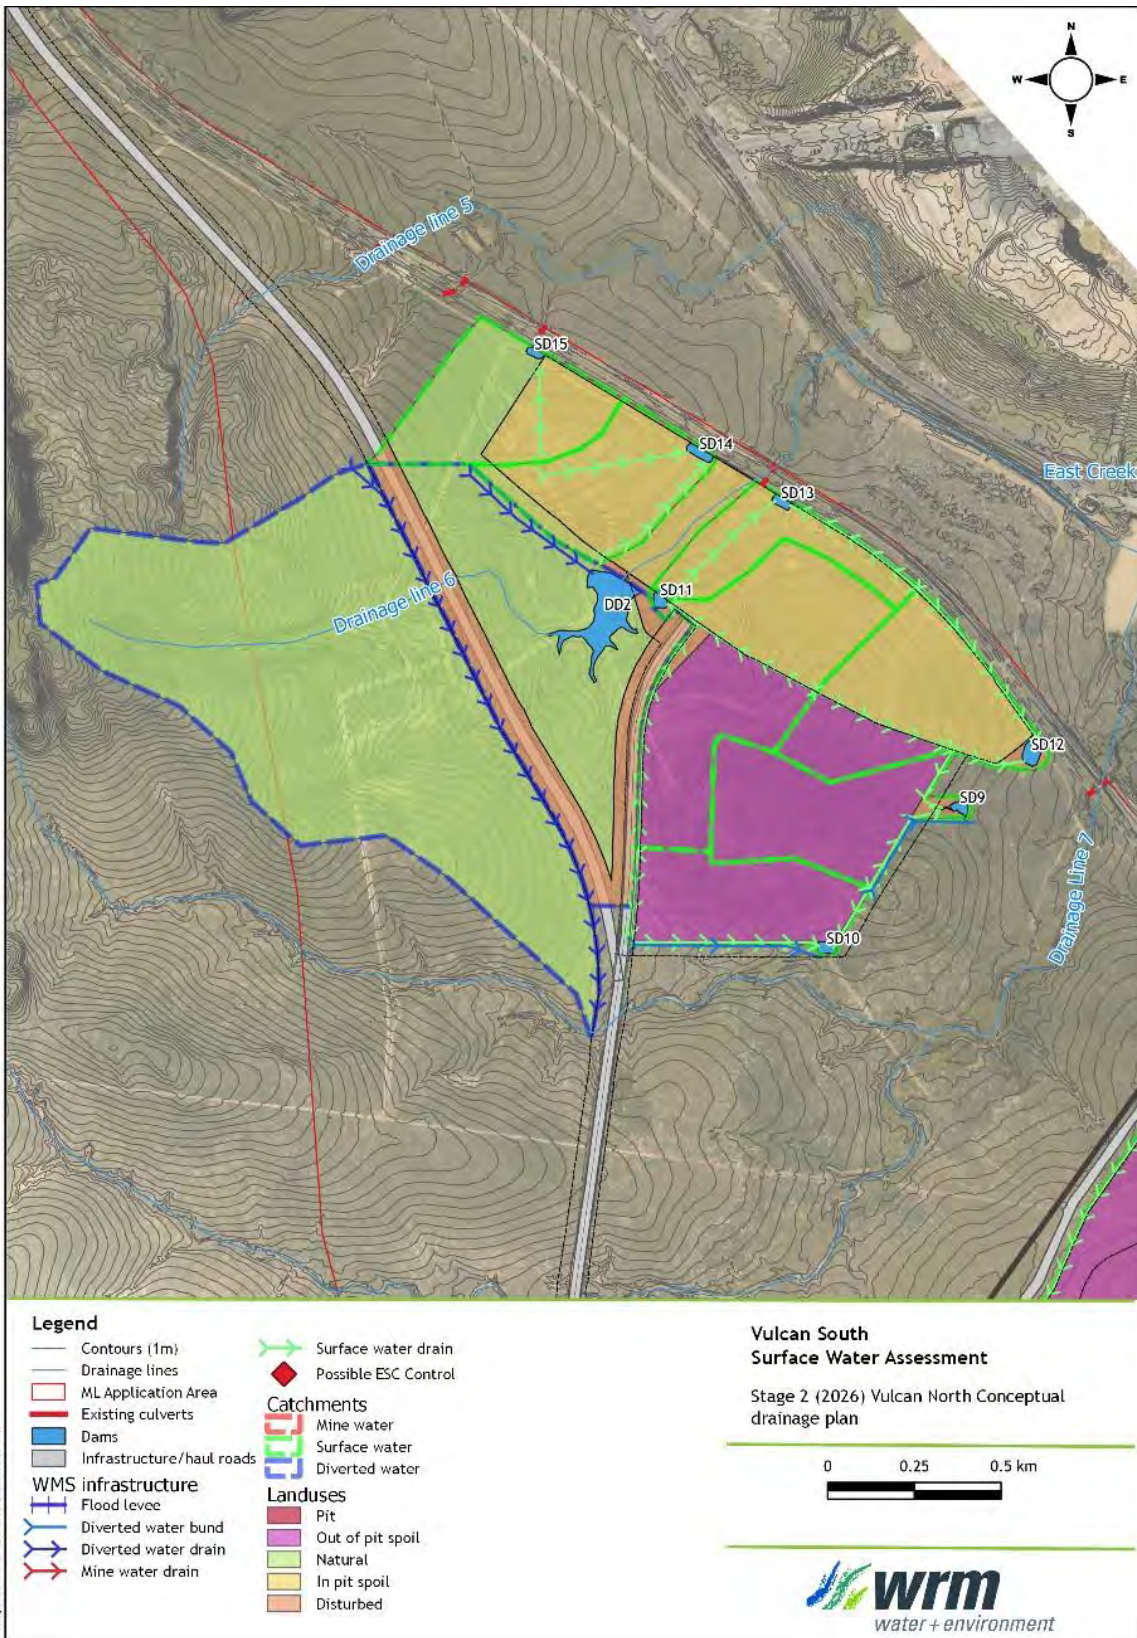 N
W E
S
Drainage line 5
SD15
SD14
SD13
East Creek
Drainage line 6
DD2
SD11
SD12
SD9
Drainage Line 7
SD10
Legend
Contours (1m)
Drainage lines
ML Application Area
Existing culverts
Dams
Infrastructure/haul roads
WMS infrastructure
Flood levee
Diverted water bund
Diverted water drain
Mine water drain
Surface water drain
Possible ESC Control
Catchments
Mine water
Surface water
Diverted water
Landuses
Pit
Out of pit spoil
Natural
In pit spoil
Disturbed
Vulcan South
Surface Water Assessment
Stage 2 (2026) Vulcan North Conceptual
drainage plan
0 0.25 0.5 km
wrm
water + environment